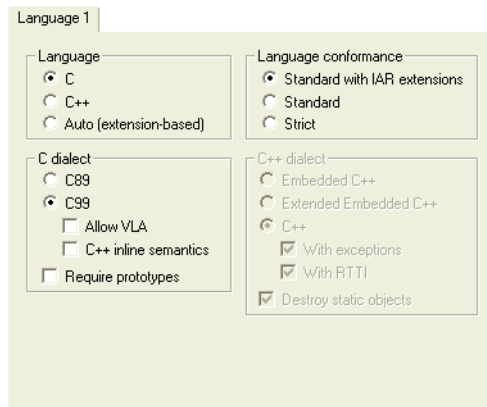 Language 1
Language
C
C++
Auto (extension-based)
Language conformance
Standard with IAR extensions
Standard
Strict
C dialect
C89
C99
Allow VLA
C++ inline semantics
Require prototypes
C++ dialect
Embedded C++
Extended Embedded C++
C++
With exceptions
With RTTI
Destroy static objects